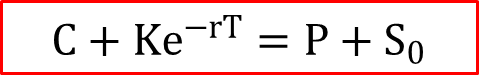 C + Ke⁻ʳᵀ = P + S₀